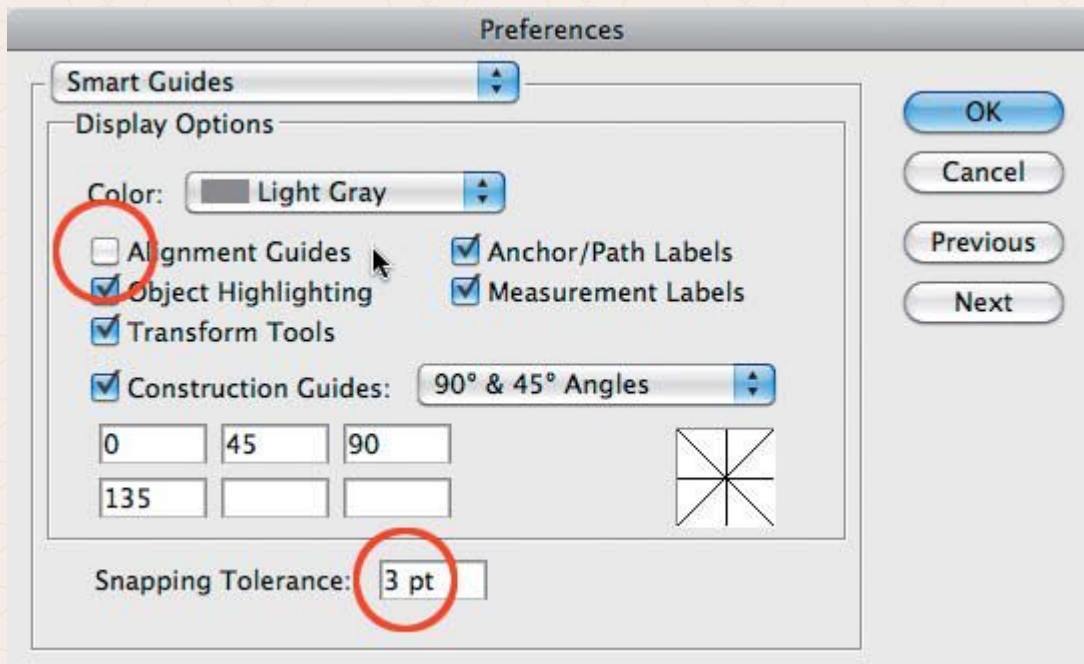 Preferences
Smart Guides
Display Options
OK
Cancel
Color: Light Gray
Alignment Guides Anchor/Path Labels
Previous
Object Highlighting Measurement Labels
Next
Transform Tools
Construction Guides: 90° & 45° Angles
0 45 90
135
Snapping Tolerance: 3 pt